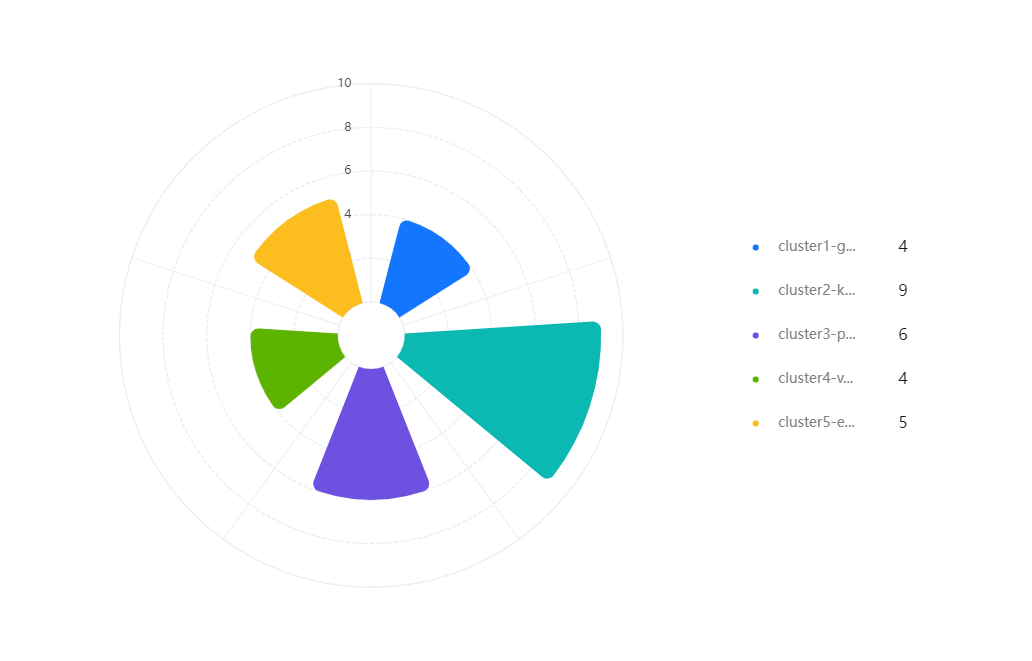 10
8
6
4
cluster1-g... 4
cluster2-k... 9
cluster3-p... 6
cluster4-v... 4
cluster5-e... 5